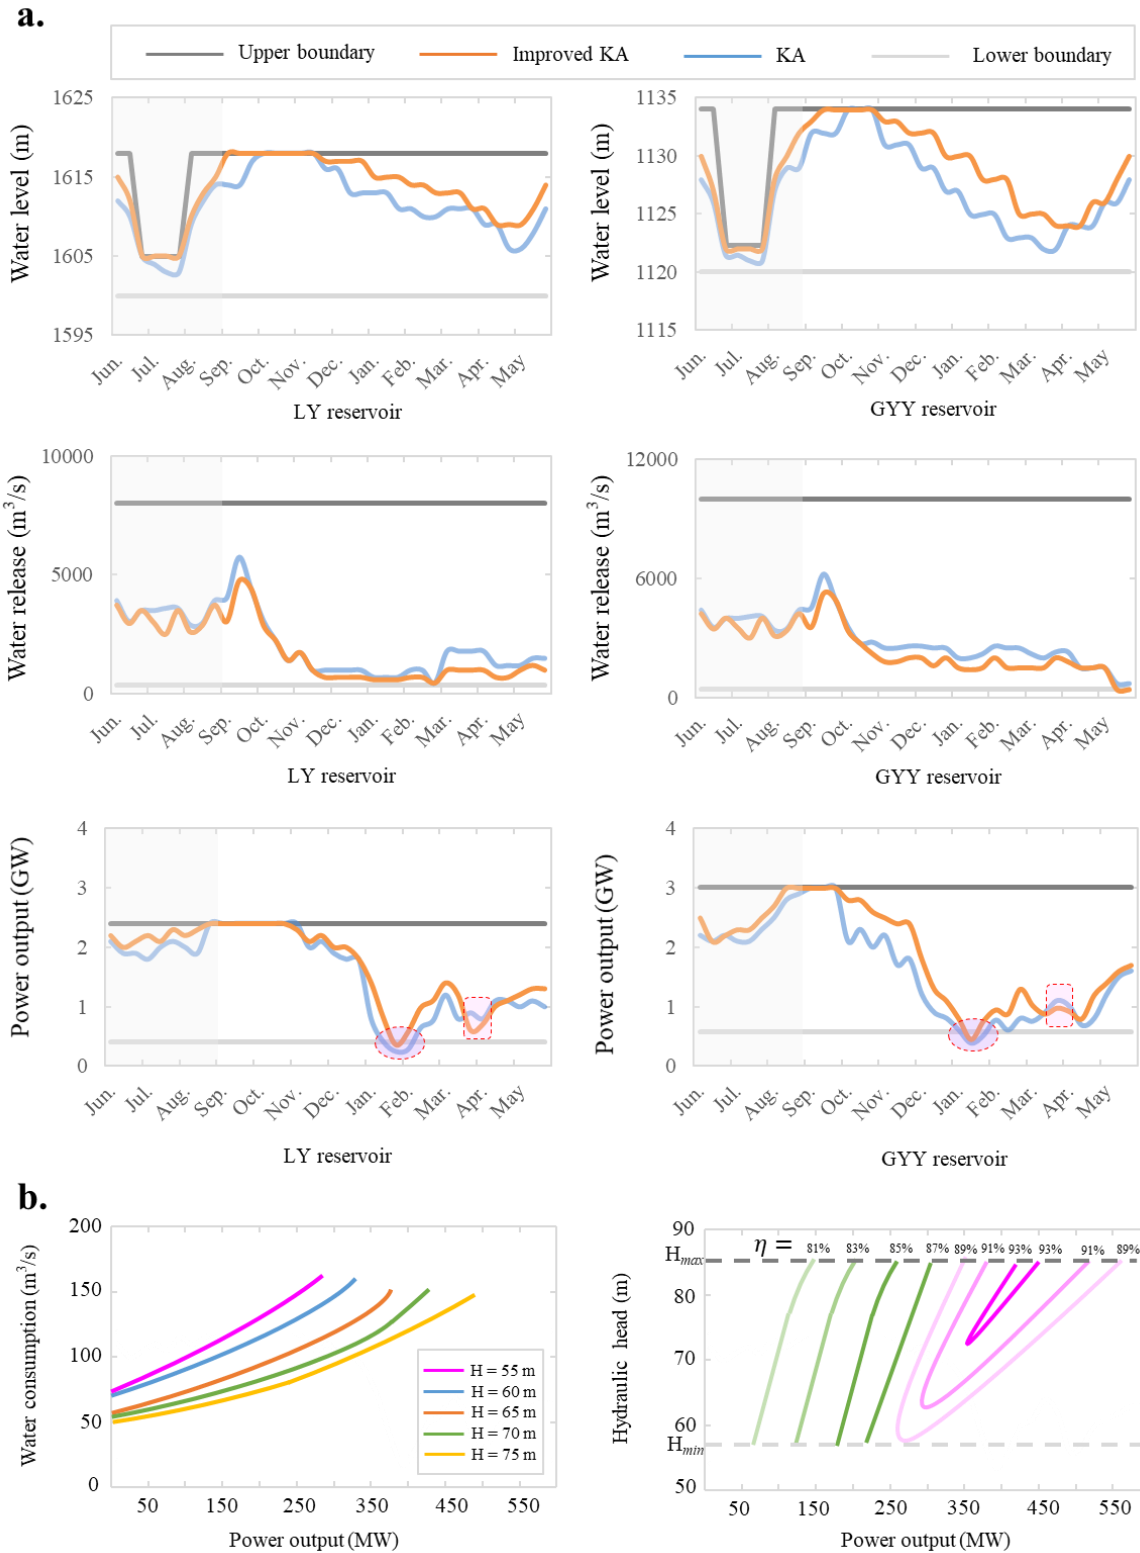 a.
Upper boundary
Improved KA
KA
Lower boundary
Water level (m)
1625
1615
1605
1595
Jun.
Jul.
Aug.
Sep.
Oct.
Nov.
Dec.
Jan.
Feb.
Mar.
Apr.
May
LY reservoir
Water level (m)
1135
1130
1125
1120
1115
Jun.
Jul.
Aug.
Sep.
Oct.
Nov.
Dec.
Jan.
Feb.
Mar.
Apr.
May
GYY reservoir
Water release (m³/s)
10000
5000
0
Jun.
Jul.
Aug.
Sep.
Oct.
Nov.
Dec.
Jan.
Feb.
Mar.
Apr.
May
LY reservoir
Water release (m³/s)
12000
6000
0
Jun.
Jul.
Aug.
Sep.
Oct.
Nov.
Dec.
Jan.
Feb.
Mar.
Apr.
May
GYY reservoir
Power output (GW)
4
3
2
1
0
Jun.
Jul.
Aug.
Sep.
Oct.
Nov.
Dec.
Jan.
Feb.
Mar.
Apr.
May
LY reservoir
Power output (GW)
4
3
2
1
0
Jun.
Jul.
Aug.
Sep.
Oct.
Nov.
Dec.
Jan.
Feb.
Mar.
Apr.
May
GYY reservoir
b.
Water consumption (m³/s)
200
150
100
50
0
H = 55 m
H = 60 m
H = 65 m
H = 70 m
H = 75 m
50 150 250 350 450 550
Power output (MW)
Hydraulic head (m)
90
Hmax
80
70
60
Hmin
50
η = 81% 83% 85% 87% 89% 91% 93% 93% 91% 89%
50 150 250 350 450 550
Power output (MW)